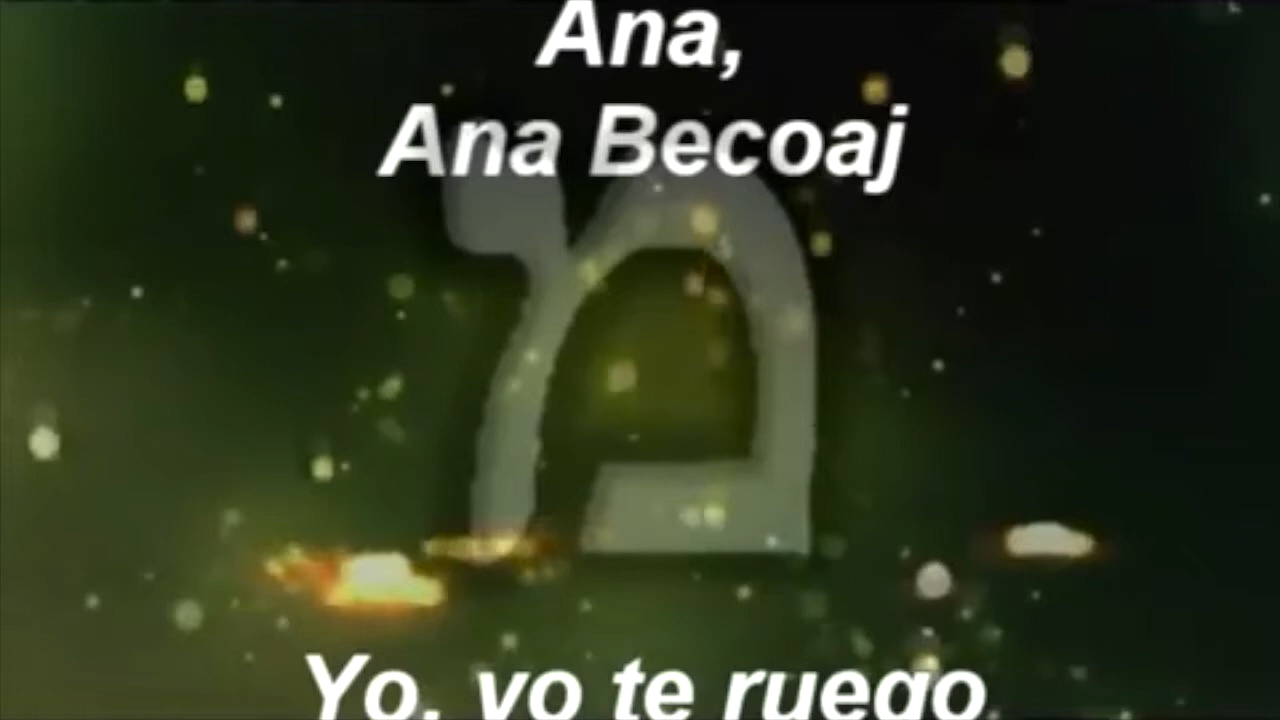 Ana,
Ana Becoaj
מ
Yo, yo te ruego